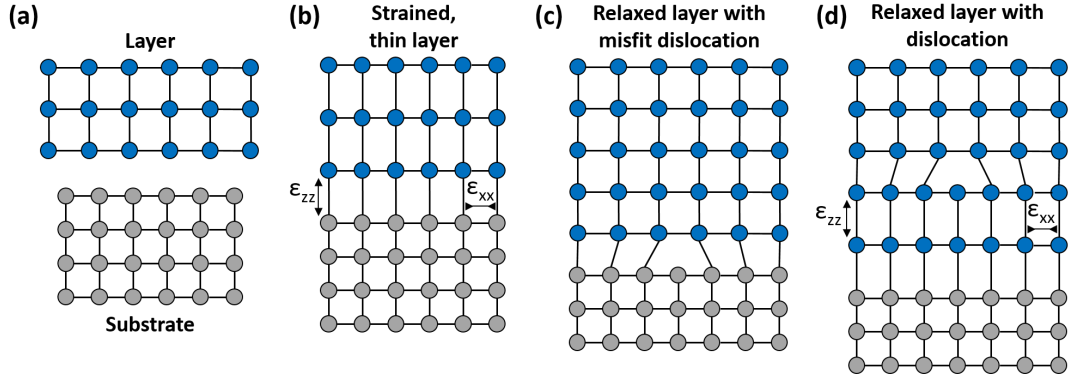 (a)
Layer
Substrate
(b)
Strained,
thin layer
εzz
εxx
(c)
Relaxed layer with
misfit dislocation
(d)
Relaxed layer with
dislocation
εzz
εxx